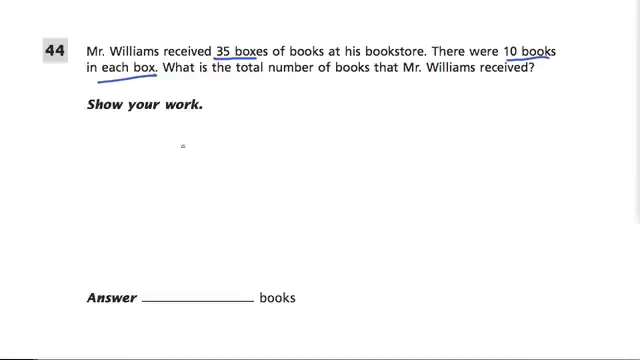 44 Mr. Williams received 35 boxes of books at his bookstore. There were 10 books
in each box. What is the total number of books that Mr. Williams received?
Show your work.
Answer ______________ books